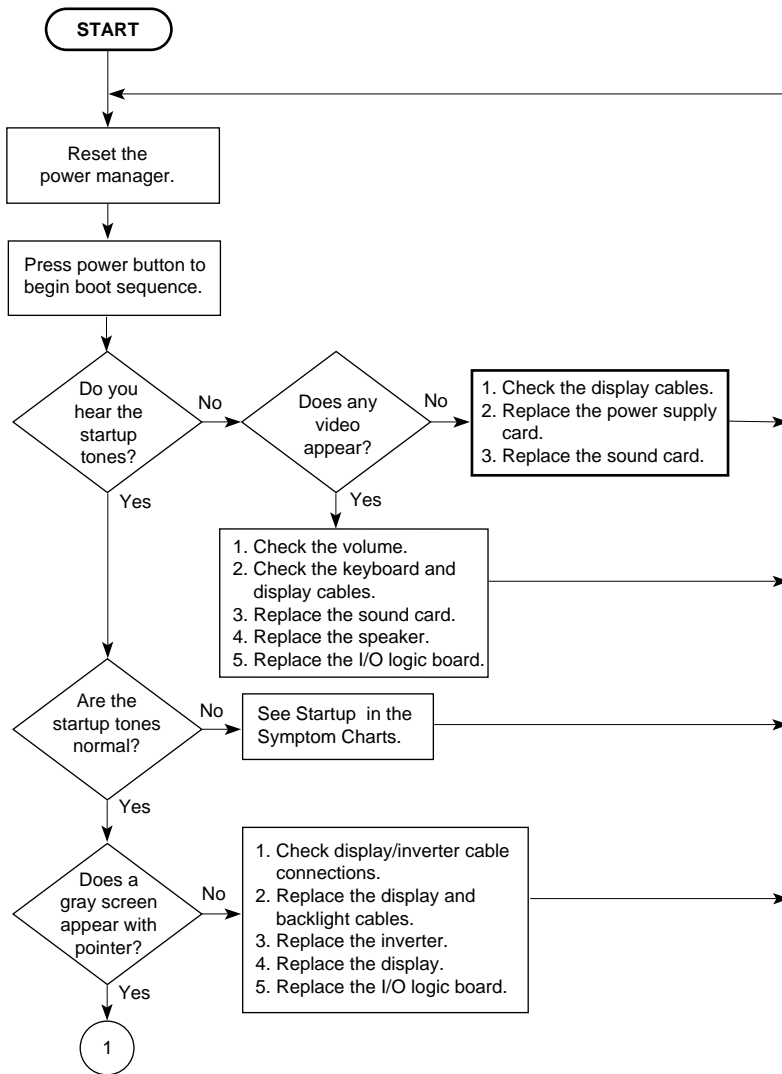 START
Reset the
power manager.
Press power button to
begin boot sequence.
Do you
hear the
startup
tones?
No
Does any
video
appear?
No
1. Check the display cables.
2. Replace the power supply
card.
3. Replace the sound card.
Yes
Yes
1. Check the volume.
2. Check the keyboard and
display cables.
3. Replace the sound card.
4. Replace the speaker.
5. Replace the I/O logic board.
Are the
startup tones
normal?
No
See Startup in the
Symptom Charts.
Yes
Does a
gray screen
appear with
pointer?
No
1. Check display/inverter cable
connections.
2. Replace the display and
backlight cables.
3. Replace the inverter.
4. Replace the display.
5. Replace the I/O logic board.
Yes
1